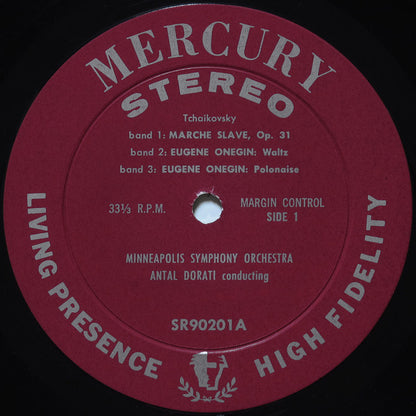 MERCURY
STEREO
Tchaikovsky
band 1: MARCHE SLAVE, Op. 31
band 2: EUGENE ONEGIN: Waltz
band 3: EUGENE ONEGIN: Polonaise
33⅓ R.P.M.
MARGIN CONTROL
SIDE 1
MINNEAPOLIS SYMPHONY ORCHESTRA
ANTAL DORATI conducting
SR90201A
LIVING PRESENCE
HIGH FIDELITY